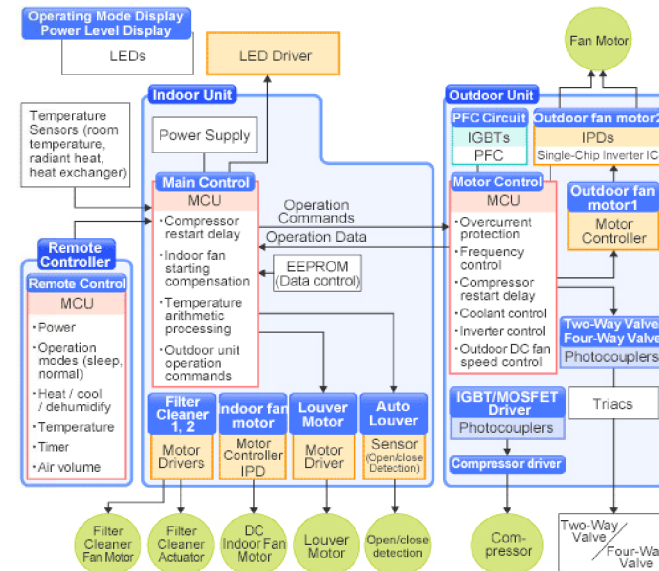 Operating Mode Display
Power Level Display
LEDs
LED Driver
Fan Motor
Indoor Unit
Outdoor Unit
Temperature
Sensors (room
temperature,
radiant heat,
heat exchanger)
Power Supply
PFC Circuit
IGBTs
PFC
Outdoor fan motor2
IPDs
Single-Chip Inverter IC
Main Control
MCU
• Compressor
restart delay
• Indoor fan
starting
compensation
• Temperature
arithmetic
processing
• Outdoor unit
operation
commands
Operation
Commands
Operation Data
EEPROM
(Data control)
Motor Control
MCU
• Overcurrent
protection
• Frequency
control
• Compressor
restart delay
• Coolant control
• Inverter control
• Outdoor DC fan
speed control
Outdoor fan
motor1
Motor
Controller
Remote
Controller
Remote Control
MCU
• Power
• Operation
modes (sleep,
normal)
• Heat / cool
/ dehumidify
• Temperature
• Timer
• Air volume
Two-Way Valve
Four-Way Valve
Photocouplers
Triacs
Filter
Cleaner
1, 2
Motor
Drivers
Indoor fan
motor
Motor
Controller
IPD
Louver
Motor
Motor
Driver
Auto
Louver
Sensor
(Open/close
Detection)
IGBT/MOSFET
Driver
Photocouplers
Compressor driver
Filter
Cleaner
Fan Motor
Filter
Cleaner
Actuator
DC
Indoor Fan
Motor
Louver
Motor
Open/close
detection
Com-
pressor
Two-Way
Valve
Four-Way
Valve